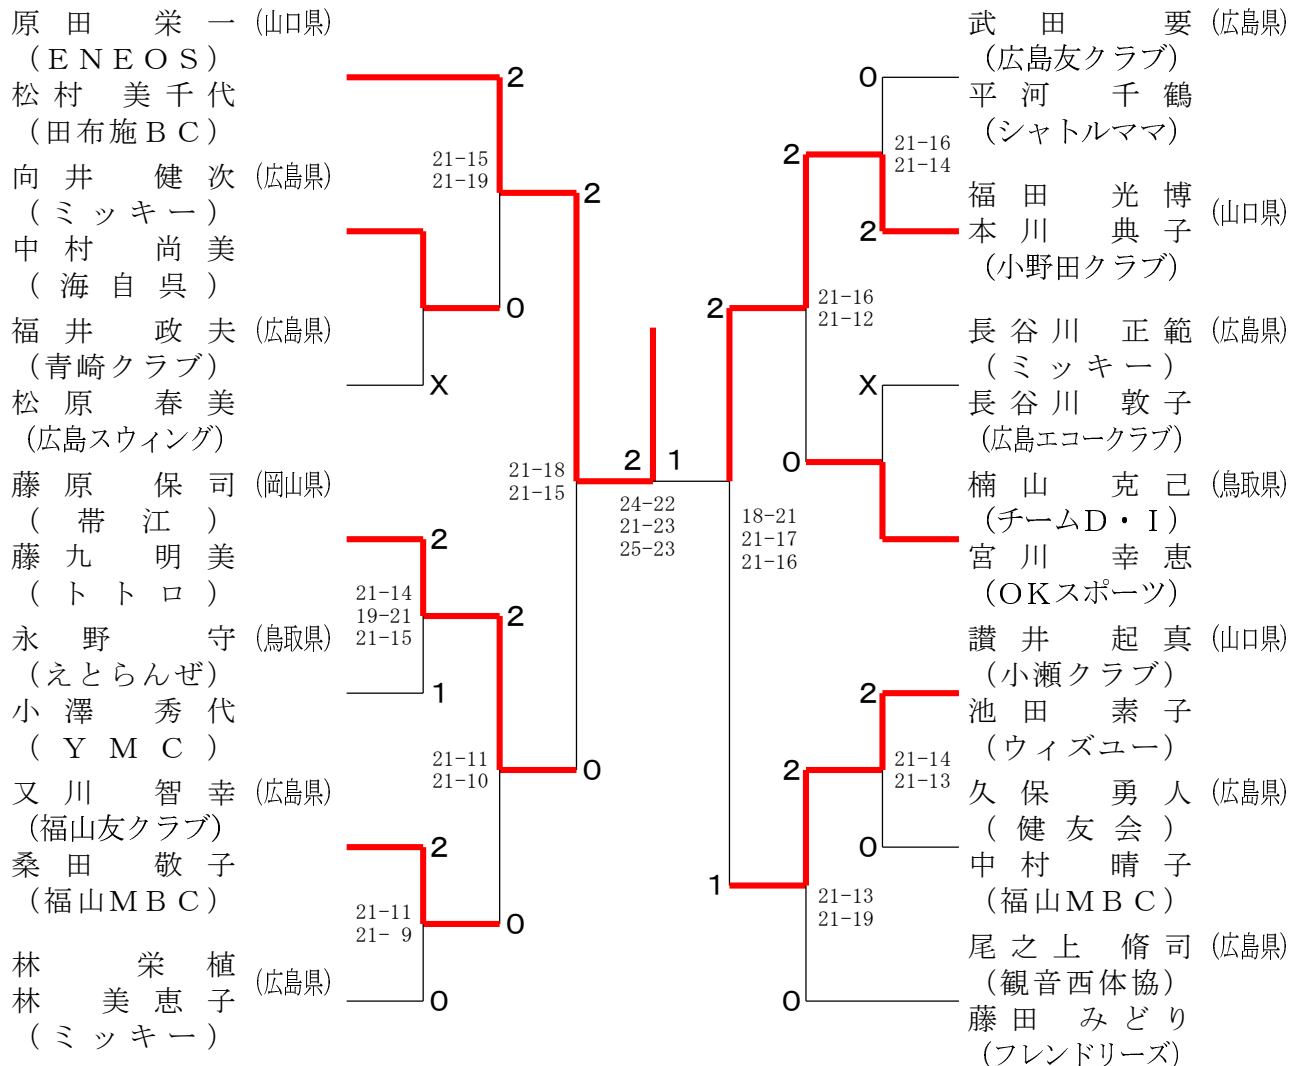 原田 栄一 (山口県)
(ENEOS)
松村 美千代
(田布施BC)
向井 健次 (広島県)
(ミッキー)
中村 尚美
(海自呉)
福井 政夫 (広島県)
(青崎クラブ)
松原 春美
(広島スウィング)
藤原 保司 (岡山県)
(帯江)
藤九 明美
(トトロ)
永野 守 (鳥取県)
(えとらんぜ)
小澤 秀代
(YMC)
又川 智幸 (広島県)
(福山友クラブ)
桑田 敬子
(福山MBC)
林 栄植
(広島県)
林 美恵子
(ミッキー)
2
21-15
21-19
2
0
X
21-18
21-15
2
21-14
19-21
21-15
2
1
21-11
21-10
0
2
21-11
21- 9
0
0
2 1
24-22
21-23
25-23
0
2
21-16
21-14
2
2
21-16
21-12
X
0
18-21
21-17
21-16
2
2
21-14
21-13
0
1
21-13
21-19
0
武田 要 (広島県)
(広島友クラブ)
平河 千鶴
(シャトルママ)
福田 光博
(山口県)
本川 典子
(小野田クラブ)
長谷川 正範 (広島県)
(ミッキー)
長谷川 敦子
(広島エコークラブ)
楠山 克己 (鳥取県)
(チームD・I)
宮川 幸恵
(OKスポーツ)
讃井 起真 (山口県)
(小瀬クラブ)
池田 素子
(ウィズユー)
久保 勇人 (広島県)
(健友会)
中村 晴子
(福山MBC)
尾之上 脩司 (広島県)
(観音西体協)
藤田 みどり
(フレンドリーズ)